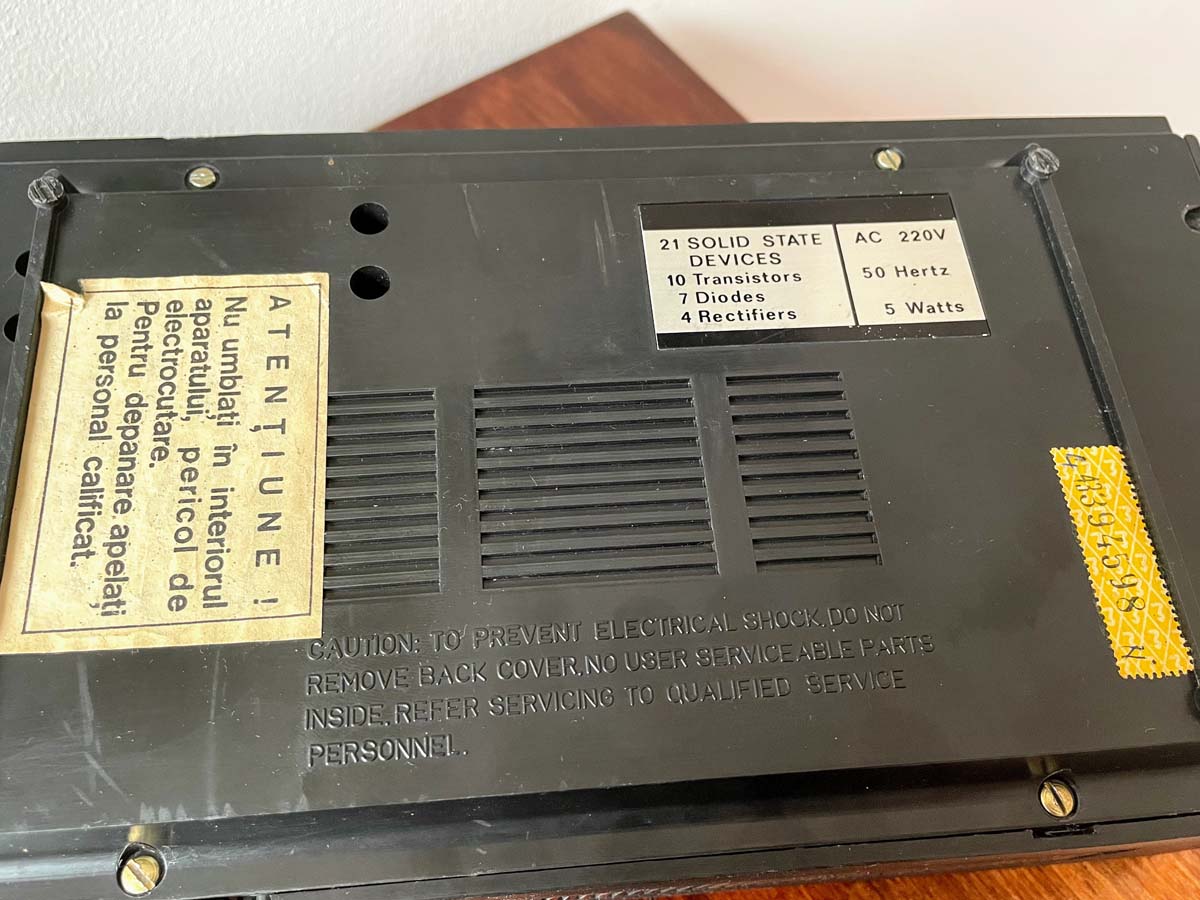 21 SOLID STATE
DEVICES
10 Transistors
7 Diodes
4 Rectifiers
AC 220V
50 Hertz
5 Watts
ATENȚIUNE !
Nu umblați în interiorul
aparatului, pericol de
electrocutare.
Pentru depanare apelați
la personal calificat.
CAUTION: TO PREVENT ELECTRICAL SHOCK, DO NOT
REMOVE BACK COVER, NO USER SERVICEABLE PARTS
INSIDE, REFER SERVICING TO QUALIFIED SERVICE
PERSONNEL.